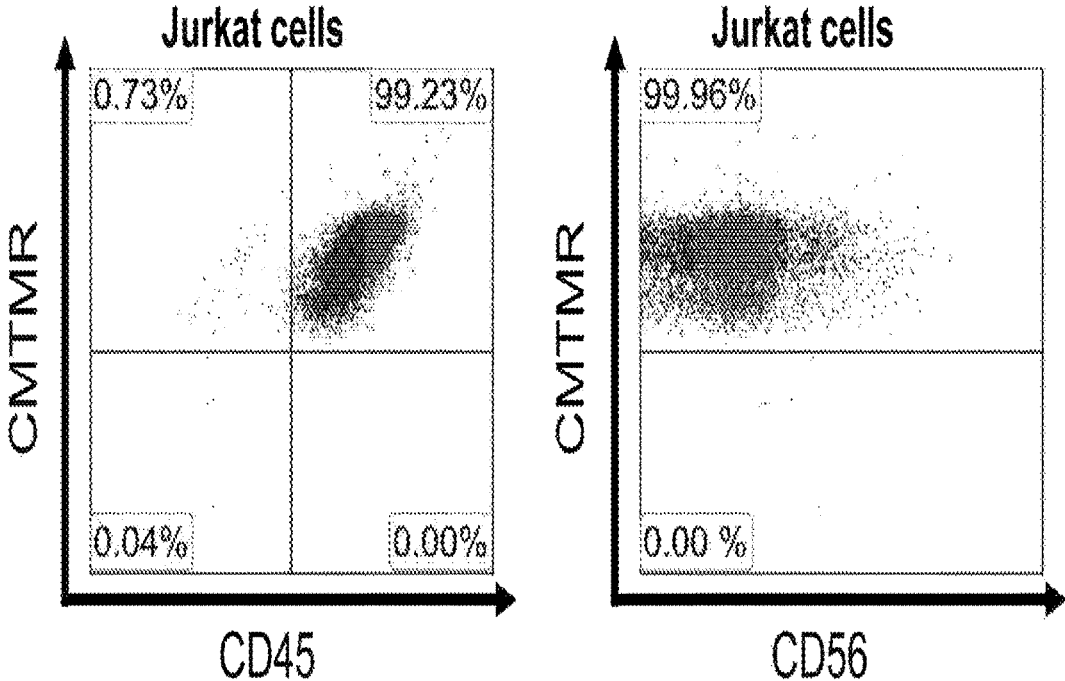 Jurkat cells
0.73%
99.23%
CMTMR
0.04%
0.00%
CD45
Jurkat cells
99.96%
CMTMR
0.00 %
CD56